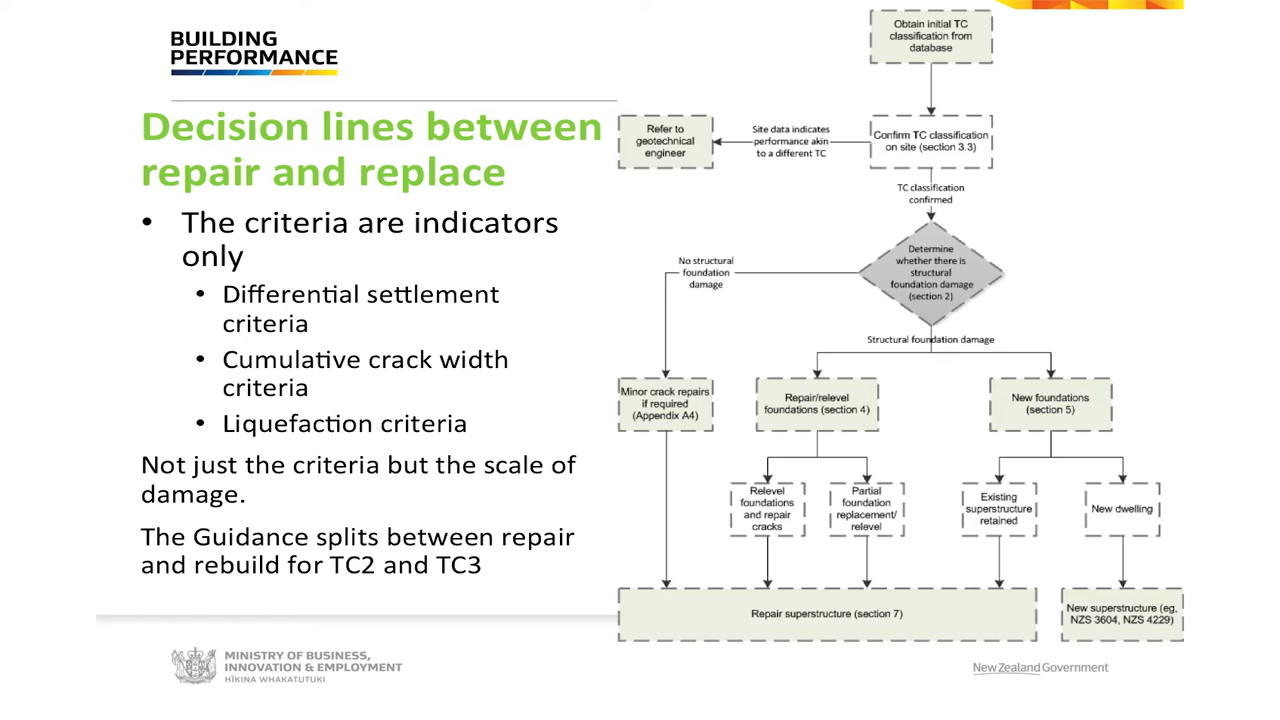 BUILDING
PERFORMANCE
Decision lines between
repair and replace
• The criteria are indicators
only
• Differential settlement
criteria
• Cumulative crack width
criteria
• Liquefaction criteria
Not just the criteria but the scale of
damage.
The Guidance splits between repair
and rebuild for TC2 and TC3
Obtain initial TC
classification from
database
Refer to
geotechnical
engineer
Site data indicates
performance akin
to a different TC
Confirm TC classification
on site (section 3.3)
TC classification
confirmed
Determine
whether there is
structural
foundation damage
(section 2)
No structural
foundation
damage
Structural foundation damage
Minor crack repairs
if required
(Appendix A4)
Repair/relevel
foundations (section 4)
New foundations
(section 5)
Relevel
foundations
and repair
cracks
Partial
foundation
replacement/
relevel
Existing
superstructure
retained
New dwelling
Repair superstructure (section 7)
New superstructure (eg,
NZS 3604, NZS 4229)
MINISTRY OF BUSINESS,
INNOVATION & EMPLOYMENT
HĪKINA WHAKATUTUKI
New Zealand Government